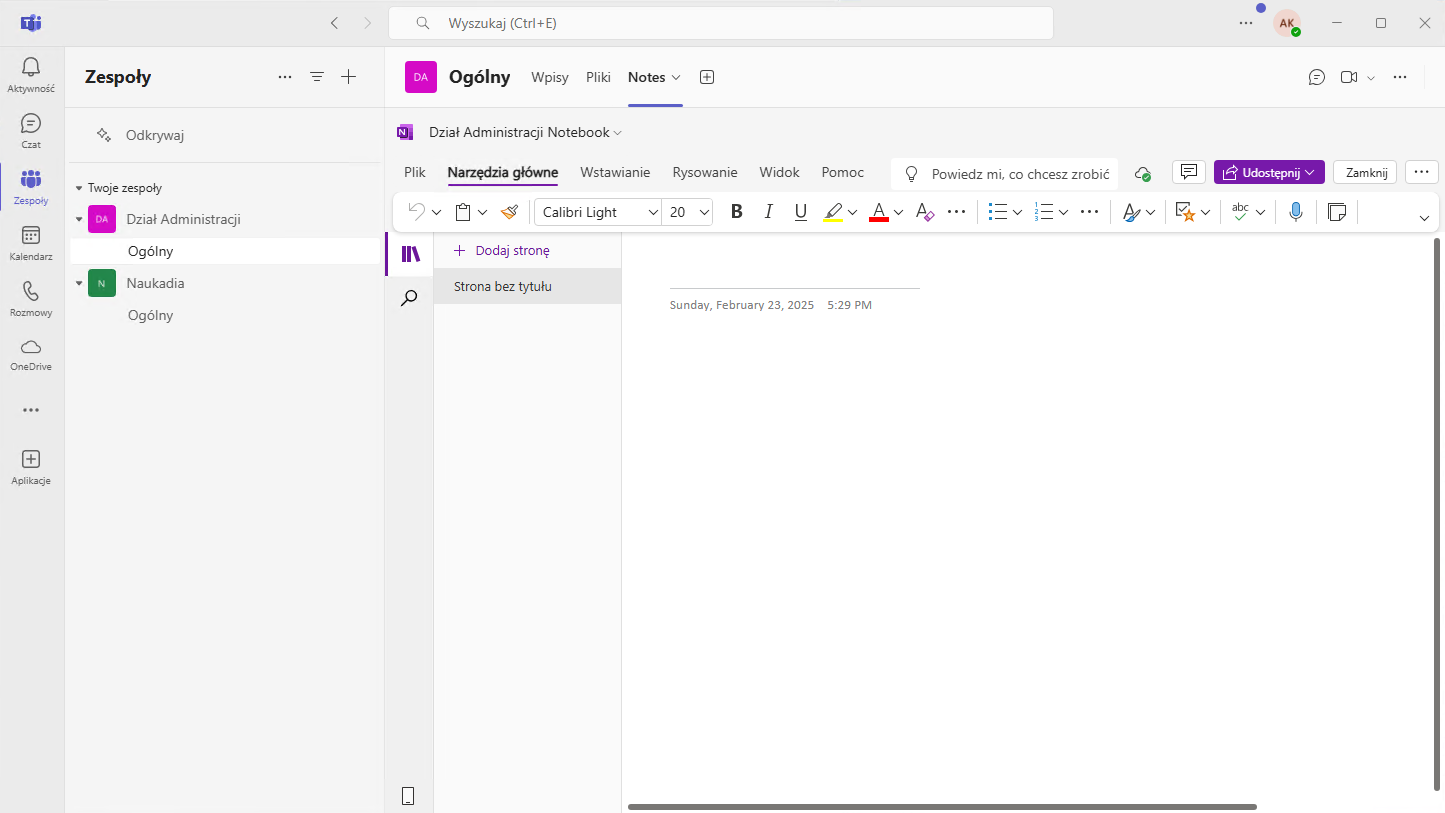 Wyszukaj (Ctrl+E)
AK
Aktywność
Czat
Zespoły
Kalendarz
Rozmowy
OneDrive
Aplikacje
Zespoły
Odkrywaj
Twoje zespoły
DA Dział Administracji
Ogólny
N Naukadia
Ogólny
DA Ogólny Wpisy Pliki Notes
N Dział Administracji Notebook
Plik Narzędzia główne Wstawianie Rysowanie Widok Pomoc Powiedz mi, co chcesz zrobić Udostępnij Zamknij
Calibri Light 20 B I U A A abc
Dodaj stronę
Strona bez tytułu
Sunday, February 23, 2025 5:29 PM